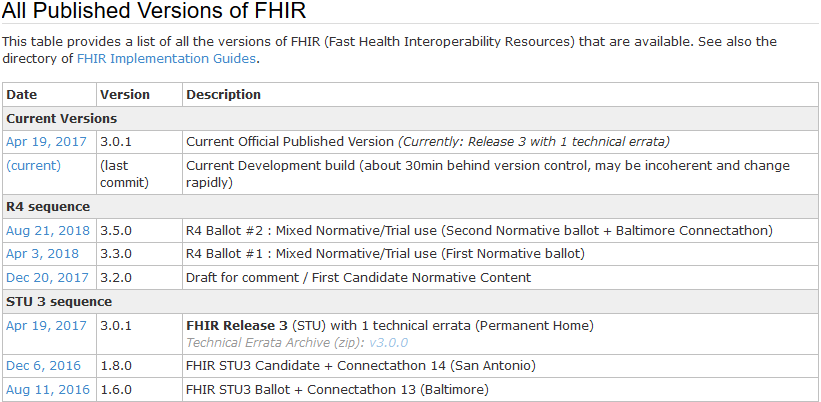 All Published Versions of FHIR
This table provides a list of all the versions of FHIR (Fast Health Interoperability Resources) that are available. See also the
directory of FHIR Implementation Guides.
Date Version Description
Current Versions
Apr 19, 2017 3.0.1 Current Official Published Version (Currently: Release 3 with 1 technical errata)
(current) (last Current Development build (about 30min behind version control, may be incoherent and change
commit) rapidly)
R4 sequence
Aug 21, 2018 3.5.0 R4 Ballot #2 : Mixed Normative/Trial use (Second Normative ballot + Baltimore Connectathon)
Apr 3, 2018 3.3.0 R4 Ballot #1 : Mixed Normative/Trial use (First Normative ballot)
Dec 20, 2017 3.2.0 Draft for comment / First Candidate Normative Content
STU 3 sequence
Apr 19, 2017 3.0.1 FHIR Release 3 (STU) with 1 technical errata (Permanent Home)
Technical Errata Archive (zip): v3.0.0
Dec 6, 2016 1.8.0 FHIR STU3 Candidate + Connectathon 14 (San Antonio)
Aug 11, 2016 1.6.0 FHIR STU3 Ballot + Connectathon 13 (Baltimore)